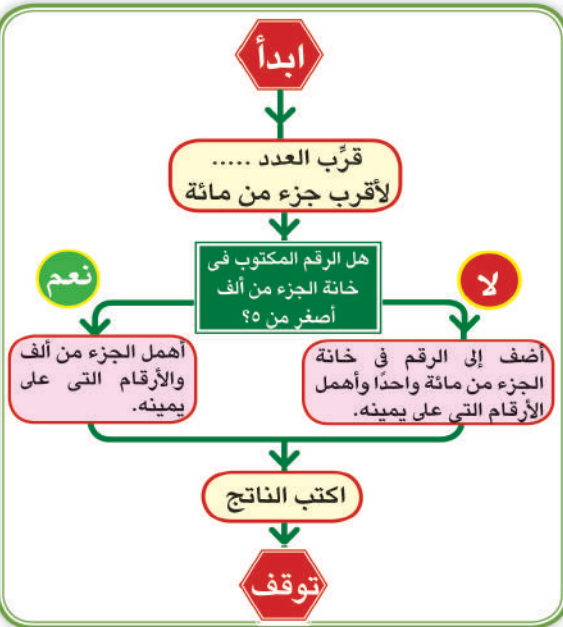 ابدأ
قرِّب العدد .....
لأقرب جزء من مائة
هل الرقم المكتوب فى
خانة الجزء من ألف
أصغر من ٥؟
لا
نعم
أضف إلى الرقم فى خانة
الجزء من مائة واحدًا وأهمل
الأرقام التى على يمينه.
أهمل الجزء من ألف
والأرقام التى على
يمينه.
اكتب الناتج
توقف